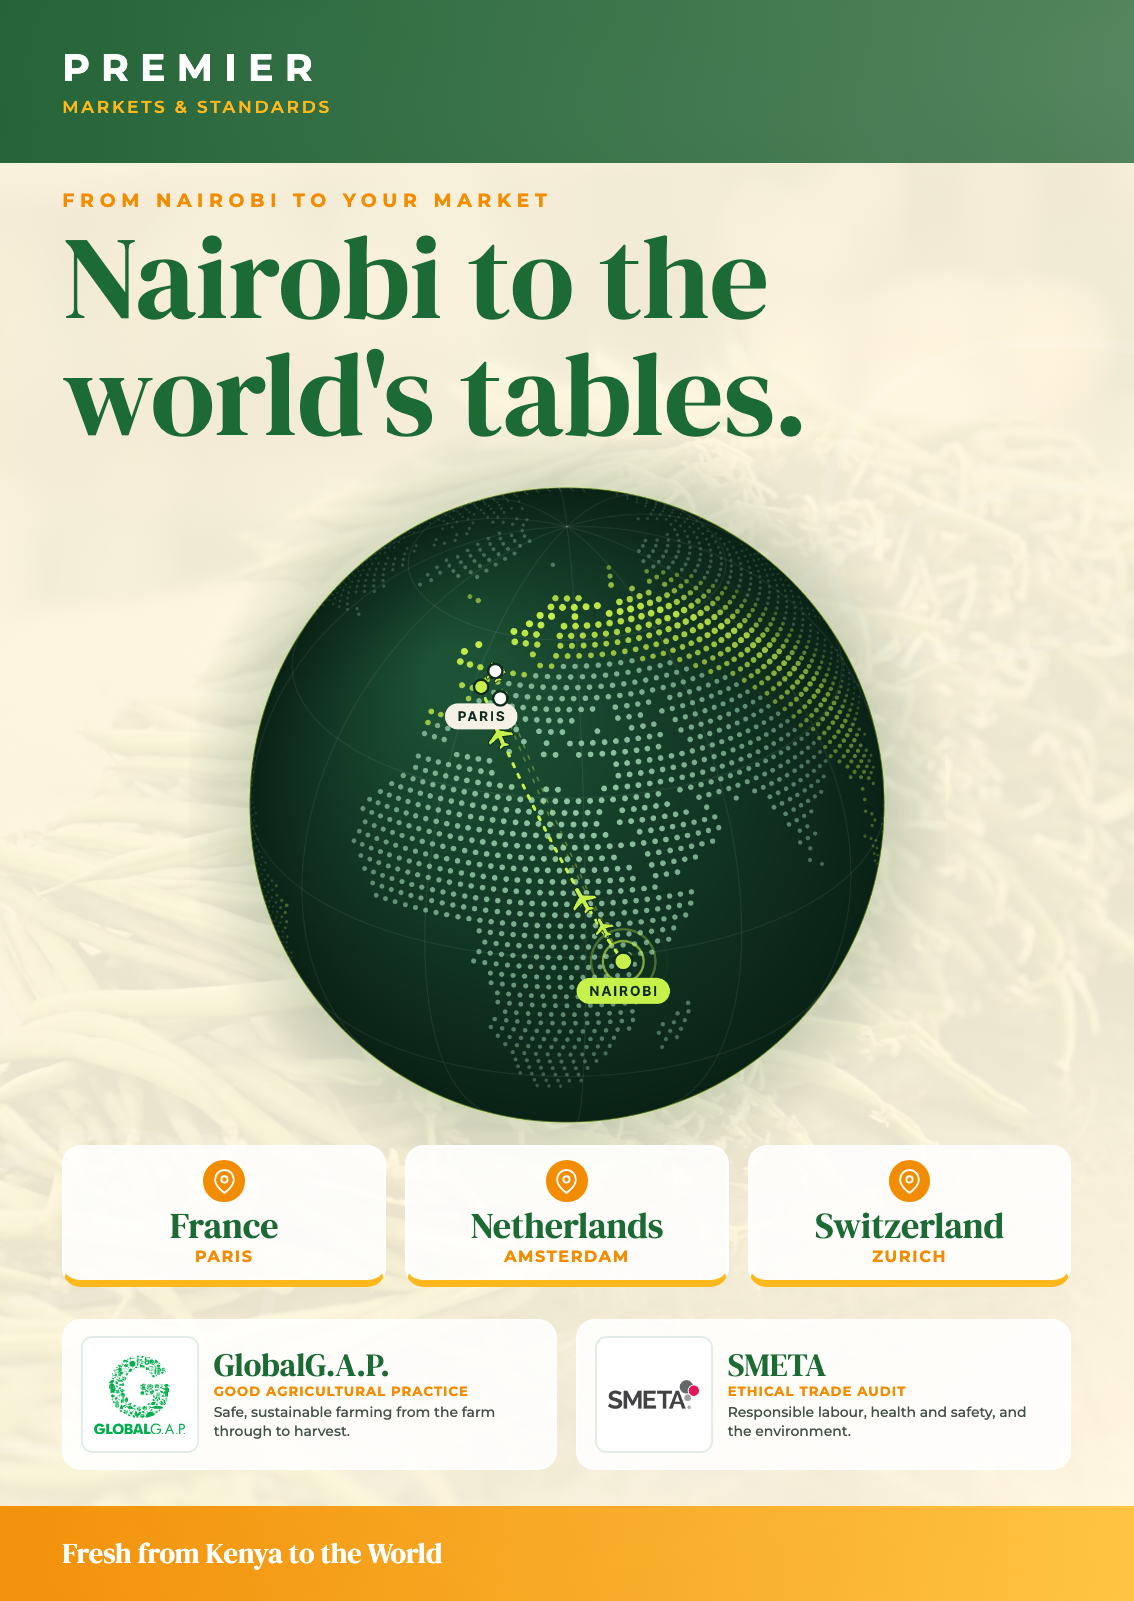 PREMIER
MARKETS & STANDARDS
FROM NAIROBI TO YOUR MARKET
Nairobi to the
world's tables.
PARIS
NAIROBI
France
PARIS
Netherlands
AMSTERDAM
Switzerland
ZURICH
GLOBALG.A.P.
GlobalG.A.P.
GOOD AGRICULTURAL PRACTICE
Safe, sustainable farming from the farm
through to harvest.
SMETA
SMETA
ETHICAL TRADE AUDIT
Responsible labour, health and safety, and
the environment.
Fresh from Kenya to the World